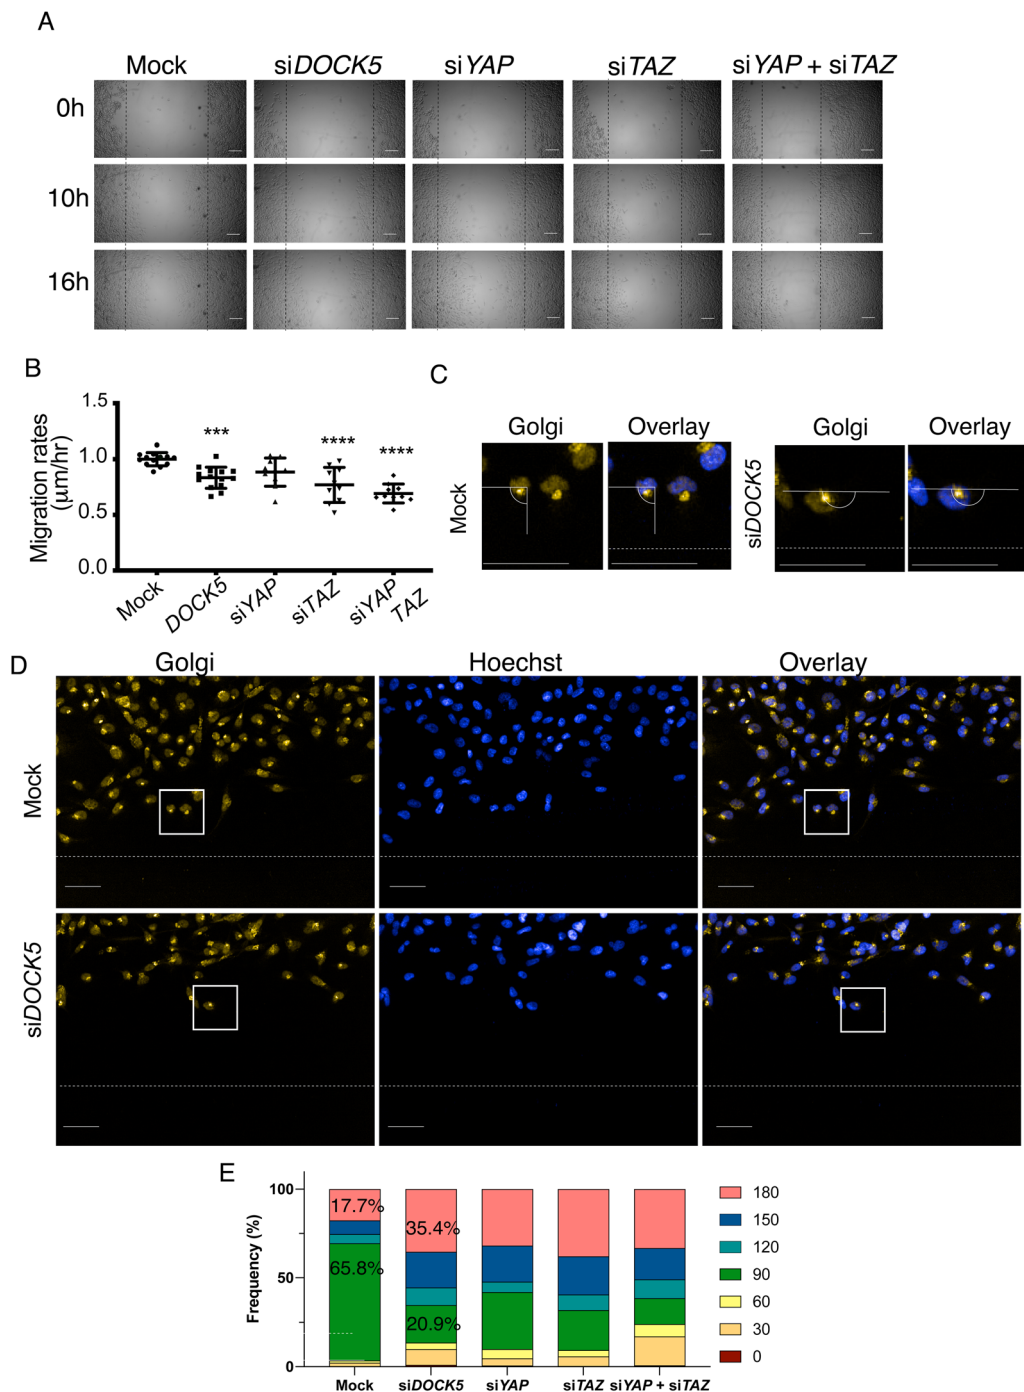 A
Mock siDOCK5 siYAP siTAZ siYAP + siTAZ
0h
10h
16h
B
Migration rates
(µm/hr)
1.5
1.0
0.5
0.0
***
****
****
Mock DOCK5 siYAP siTAZ siYAP TAZ
C
Golgi Overlay Golgi Overlay
Mock
siDOCK5
D
Golgi Hoechst Overlay
Mock
siDOCK5
E
Frequency (%)
100
50
0
17.7%
65.8%
35.4%
20.9%
Mock siDOCK5 siYAP siTAZ siYAP + siTAZ
180
150
120
90
60
30
0